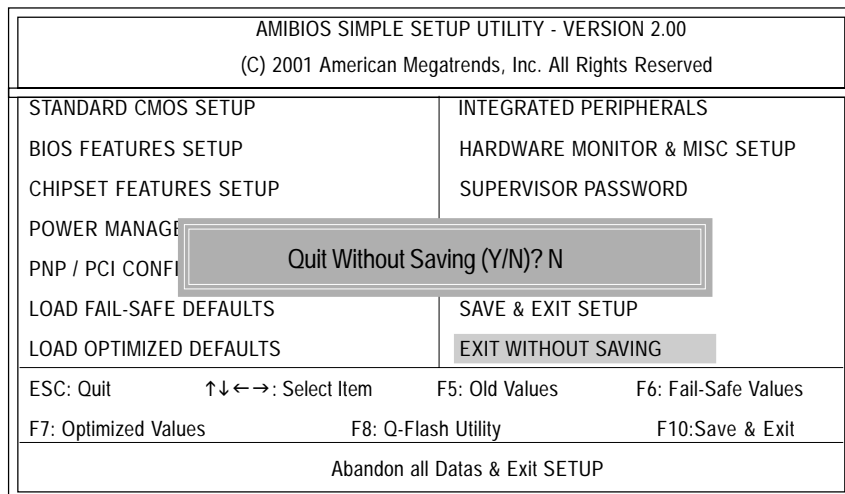 AMIBIOS SIMPLE SETUP UTILITY - VERSION 2.00
(C) 2001 American Megatrends, Inc. All Rights Reserved
STANDARD CMOS SETUP
BIOS FEATURES SETUP
CHIPSET FEATURES SETUP
POWER
PNP / PCI
LOAD FAIL-SAFE DEFAULTS
LOAD OPTIMIZED DEFAULTS
INTEGRATED PERIPHERALS
HARDWARE MONITOR & MISC SETUP
SUPERVISOR PASSWORD
SAVE & EXIT SETUP
EXIT WITHOUT SAVING
Quit Without Saving (Y/N)? N
ESC: Quit ↑↓←→: Select Item F5: Old Values F6: Fail-Safe Values
F7: Optimized Values F8: Q-Flash Utility F10:Save & Exit
Abandon all Datas & Exit SETUP